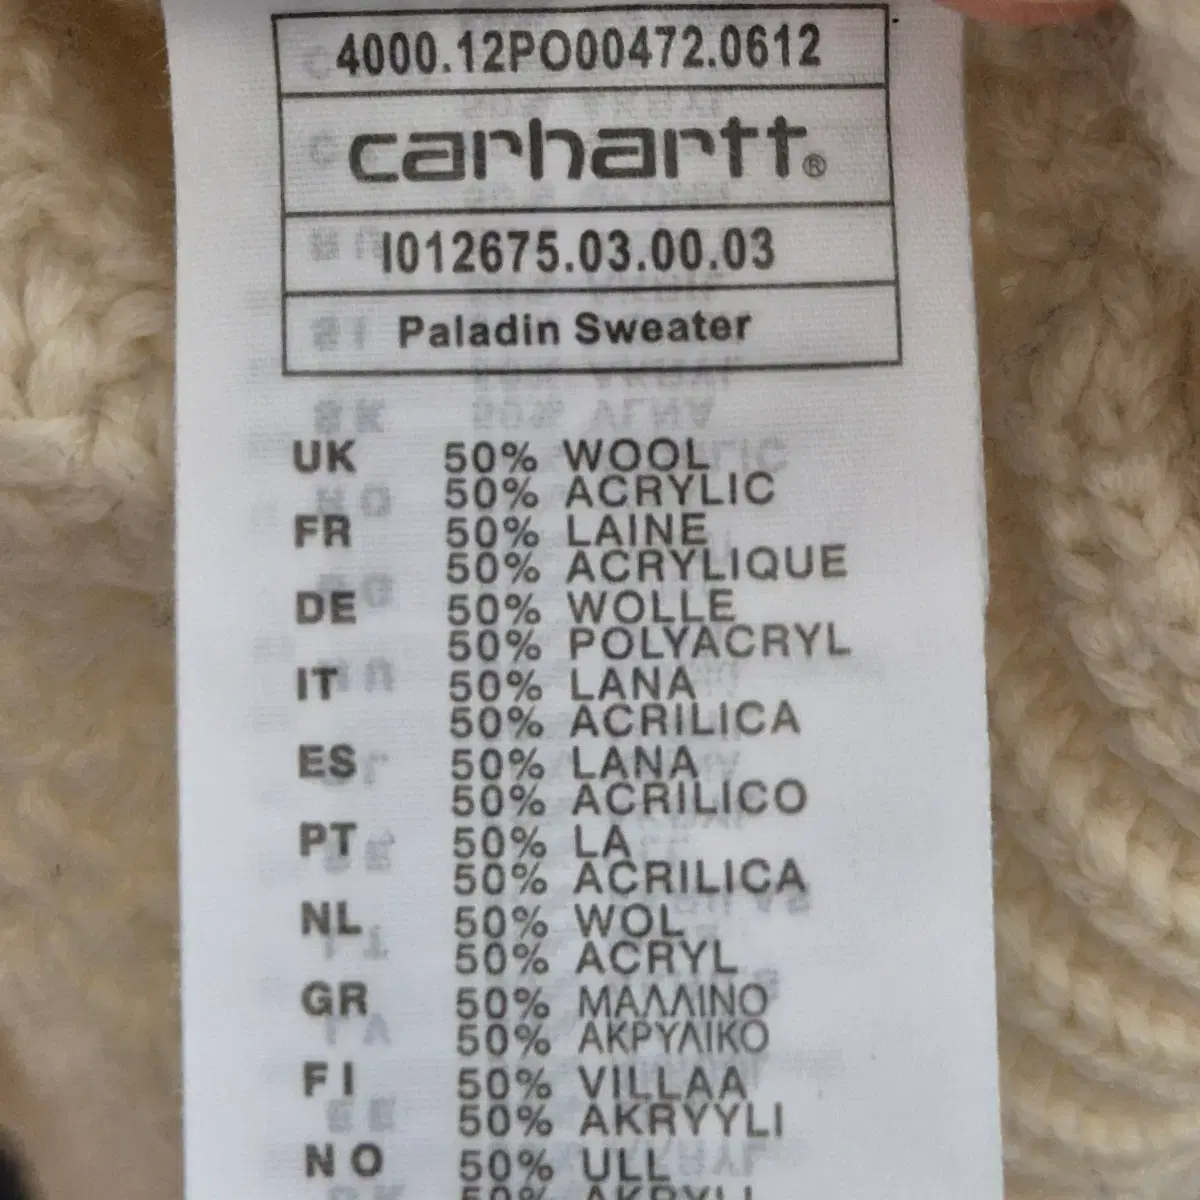 4000.12PO00472.0612
carhartt®
I012675.03.00.03
Paladin Sweater
UK 50% WOOL
50% ACRYLIC
FR 50% LAINE
50% ACRYLIQUE
DE 50% WOLLE
50% POLYACRYL
IT 50% LANA
50% ACRILICA
ES 50% LANA
50% ACRILICO
PT 50% LA
50% ACRILICA
NL 50% WOL
50% ACRYL
GR 50% ΜΑΛΛΙΝΟ
50% ΑΚΡΥΛΙΚΟ
FI 50% VILLAA
50% AKRYYLI
NO 50% ULL
50%